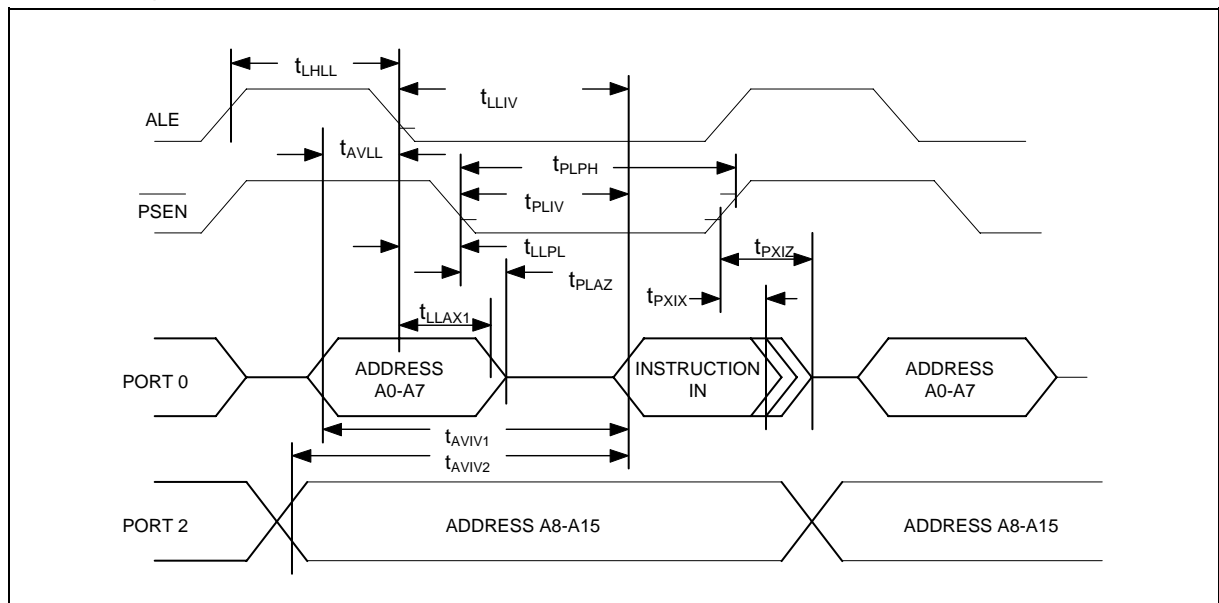 tLHLL
tLLIV
ALE
tAVLL
tPLPH
PSEN
tPLIV
tLLPL
tPXIZ
tPLAZ
tPXIX
tLLAX1
PORT 0
ADDRESS
A0-A7
INSTRUCTION
IN
ADDRESS
A0-A7
tAVIV1
tAVIV2
PORT 2
ADDRESS A8-A15
ADDRESS A8-A15